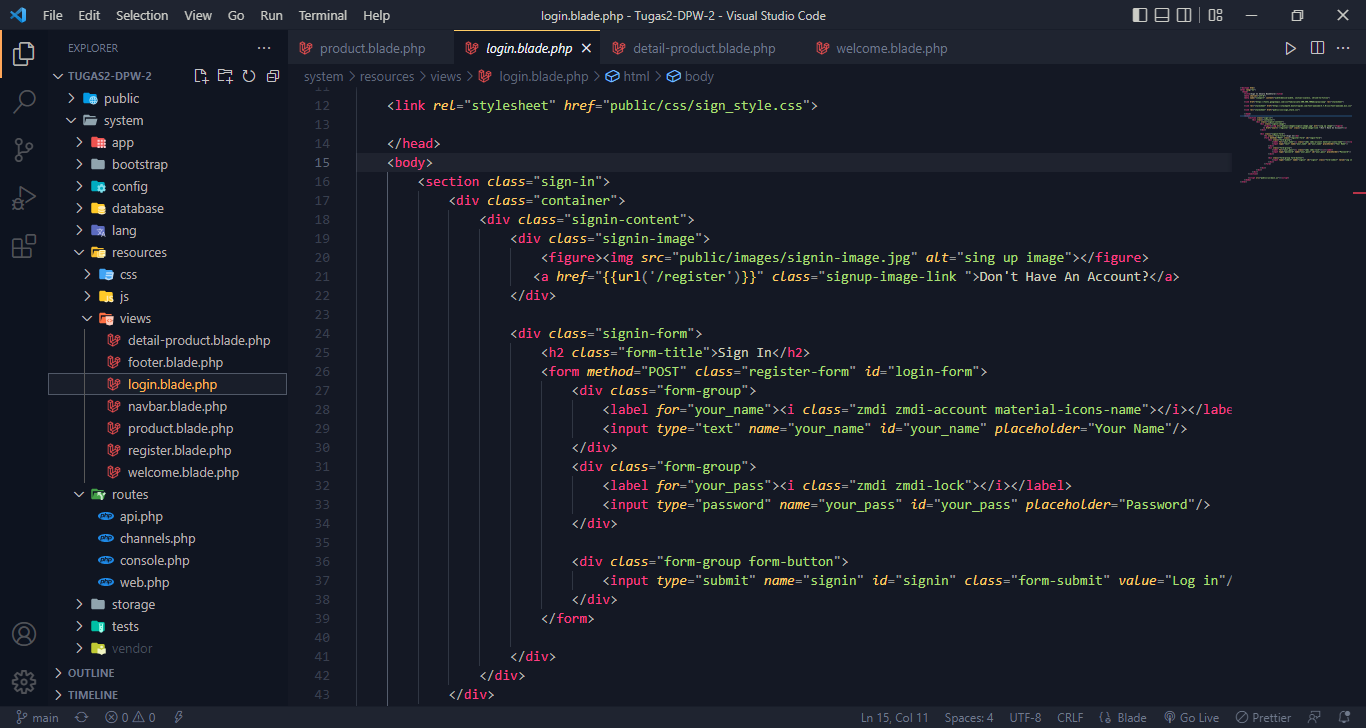 File Edit Selection View Go Run Terminal Help login.blade.php - Tugas2-DPW-2 - Visual Studio Code
EXPLORER
TUGAS2-DPW-2
public
system
app
bootstrap
config
database
lang
resources
css
js
views
detail-product.blade.php
footer.blade.php
login.blade.php
navbar.blade.php
product.blade.php
register.blade.php
welcome.blade.php
routes
api.php
channels.php
console.php
web.php
storage
tests
vendor
OUTLINE
TIMELINE
product.blade.php login.blade.php detail-product.blade.php welcome.blade.php
system > resources > views > login.blade.php > html > body
11
12 <link rel="stylesheet" href="public/css/sign_style.css">
13
14 </head>
15 <body>
16 <section class="sign-in">
17 <div class="container">
18 <div class="signin-content">
19 <div class="signin-image">
20 <figure><img src="public/images/signin-image.jpg" alt="sing up image"></figure>
21 <a href="{{url('/register')}}" class="signup-image-link ">Don't Have An Account?</a>
22 </div>
23
24 <div class="signin-form">
25 <h2 class="form-title">Sign In</h2>
26 <form method="POST" class="register-form" id="login-form">
27 <div class="form-group">
28 <label for="your_name"><i class="zmdi zmdi-account material-icons-name"></i></labe
29 <input type="text" name="your_name" id="your_name" placeholder="Your Name"/>
30 </div>
31 <div class="form-group">
32 <label for="your_pass"><i class="zmdi zmdi-lock"></i></label>
33 <input type="password" name="your_pass" id="your_pass" placeholder="Password"/>
34 </div>
35
36 <div class="form-group form-button">
37 <input type="submit" name="signin" id="signin" class="form-submit" value="Log in"/
38 </div>
39 </form>
40
41 </div>
42 </div>
43 </div>
main 0 0 Ln 15, Col 11 Spaces: 4 UTF-8 CRLF Blade Go Live Prettier